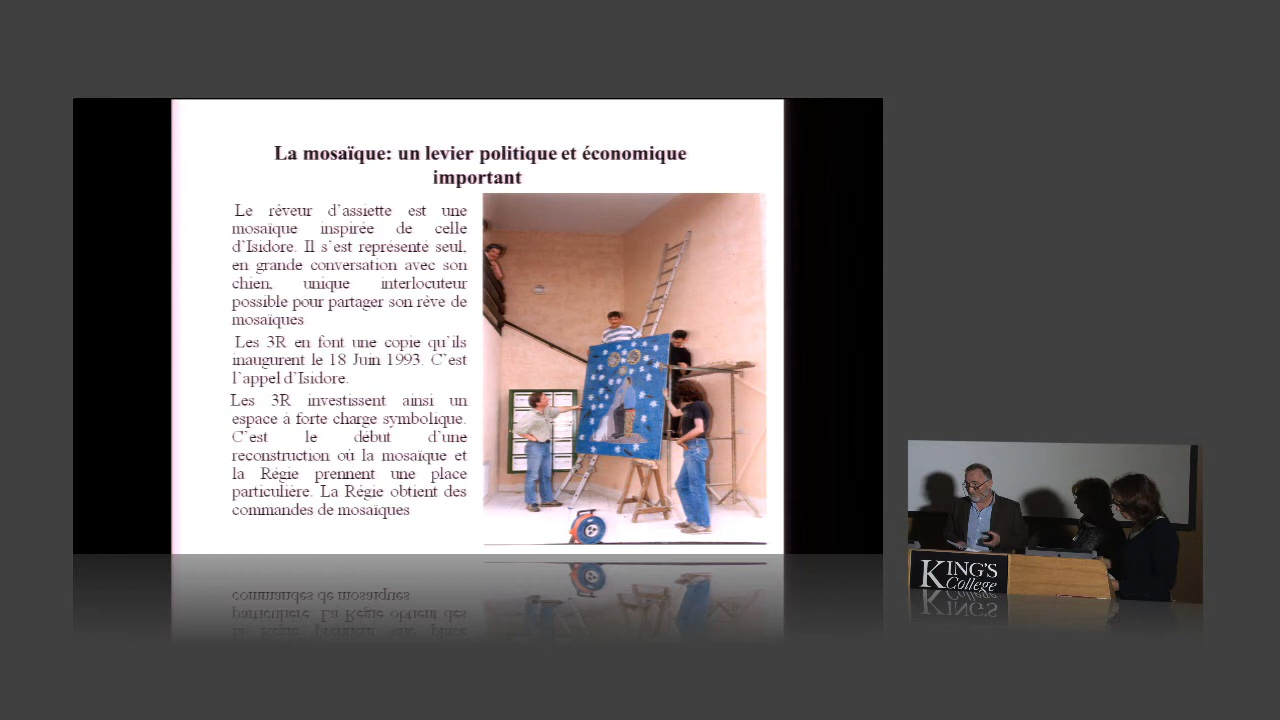 La mosaïque: un levier politique et économique
important
Le rêveur d'assiette est une
mosaïque inspirée de celle
d'Isidore. Il s'est représenté seul,
en grande conversation avec son
chien, unique interlocuteur
possible pour partager son rêve de
mosaïques
Les 3R en font une copie qu'ils
inaugurent le 18 Juin 1993. C'est
l'appel d'Isidore.
Les 3R investissent ainsi un
espace à forte charge symbolique.
C'est le début d'une
reconstruction où la mosaïque et
la Régie prennent une place
particulière. La Régie obtient des
commandes de mosaïques
KING'S
College